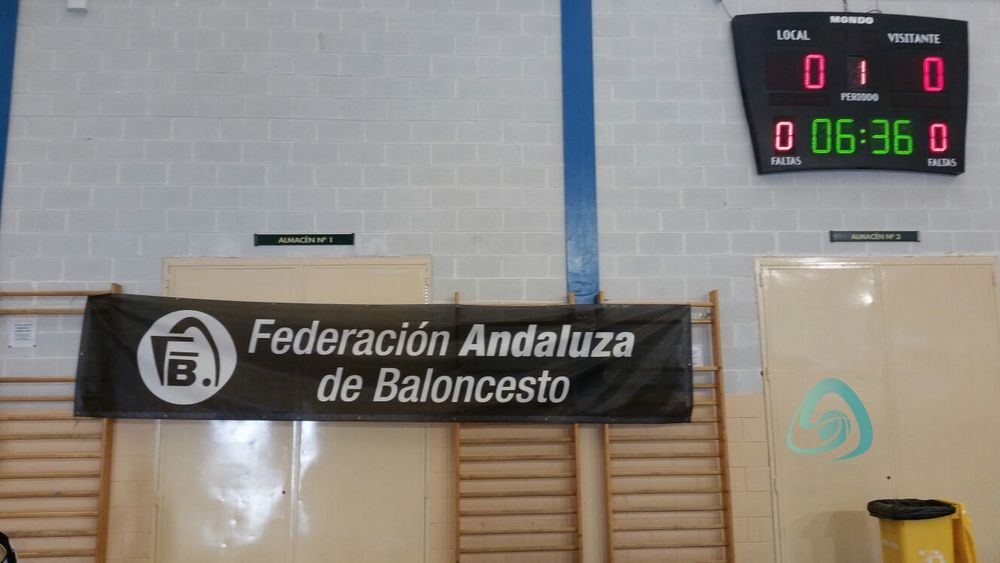 MONDO
LOCAL
VISITANTE
0 1 0
PERIODO
0 06:36 0
FALTAS
FALTAS
ALMACÉN Nº 1
ALMACÉN Nº 2
Federación Andaluza
de Baloncesto
FB.